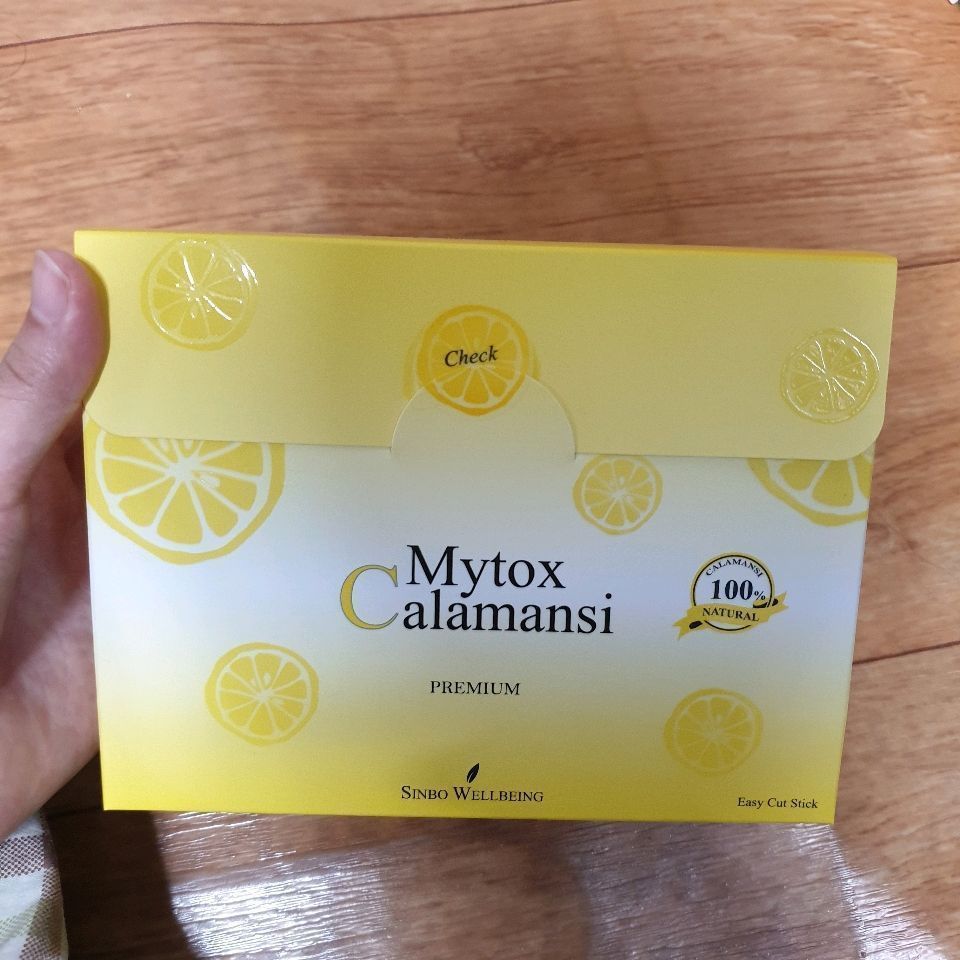 Check
Mytox
Calamansi
CALAMANSI
100%
NATURAL
PREMIUM
SINBO WELLBEING
Easy Cut Stick